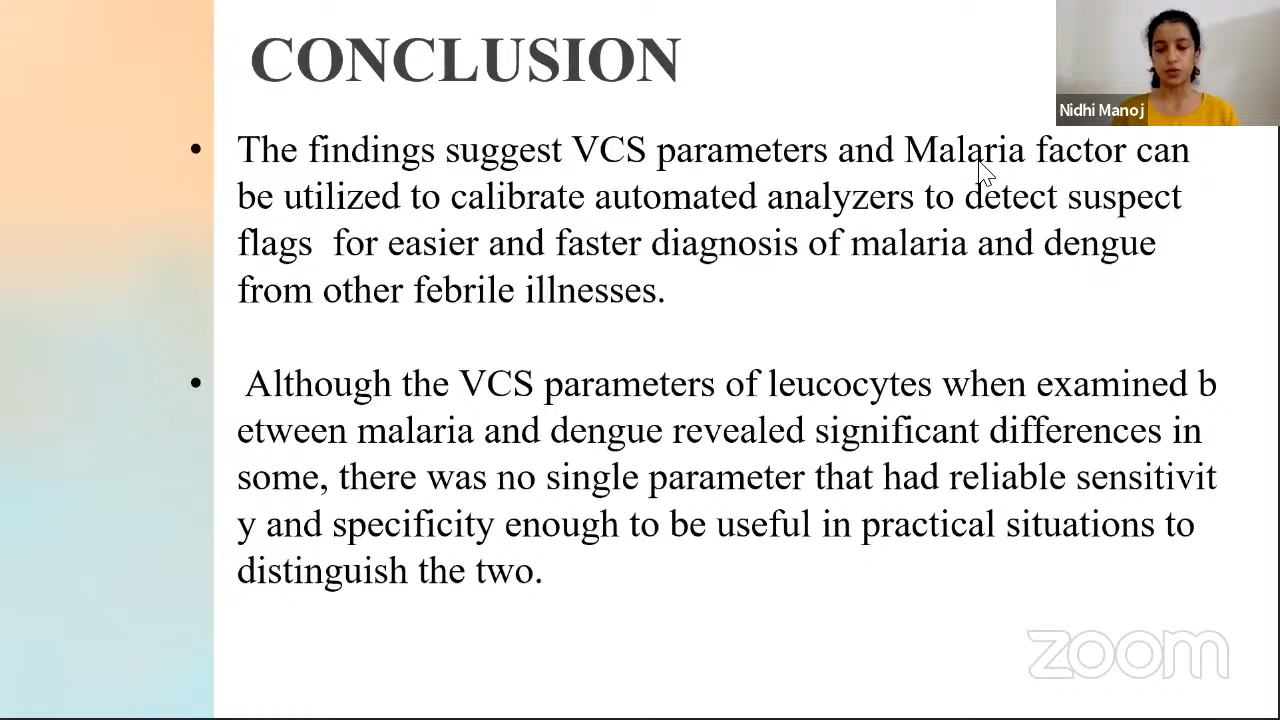 CONCLUSION
Nidhi Manoj
• The findings suggest VCS parameters and Malaria factor can
be utilized to calibrate automated analyzers to detect suspect
flags  for easier and faster diagnosis of malaria and dengue
from other febrile illnesses.
• Although the VCS parameters of leucocytes when examined b
etween malaria and dengue revealed significant differences in
some, there was no single parameter that had reliable sensitivit
y and specificity enough to be useful in practical situations to
distinguish the two.
zoom